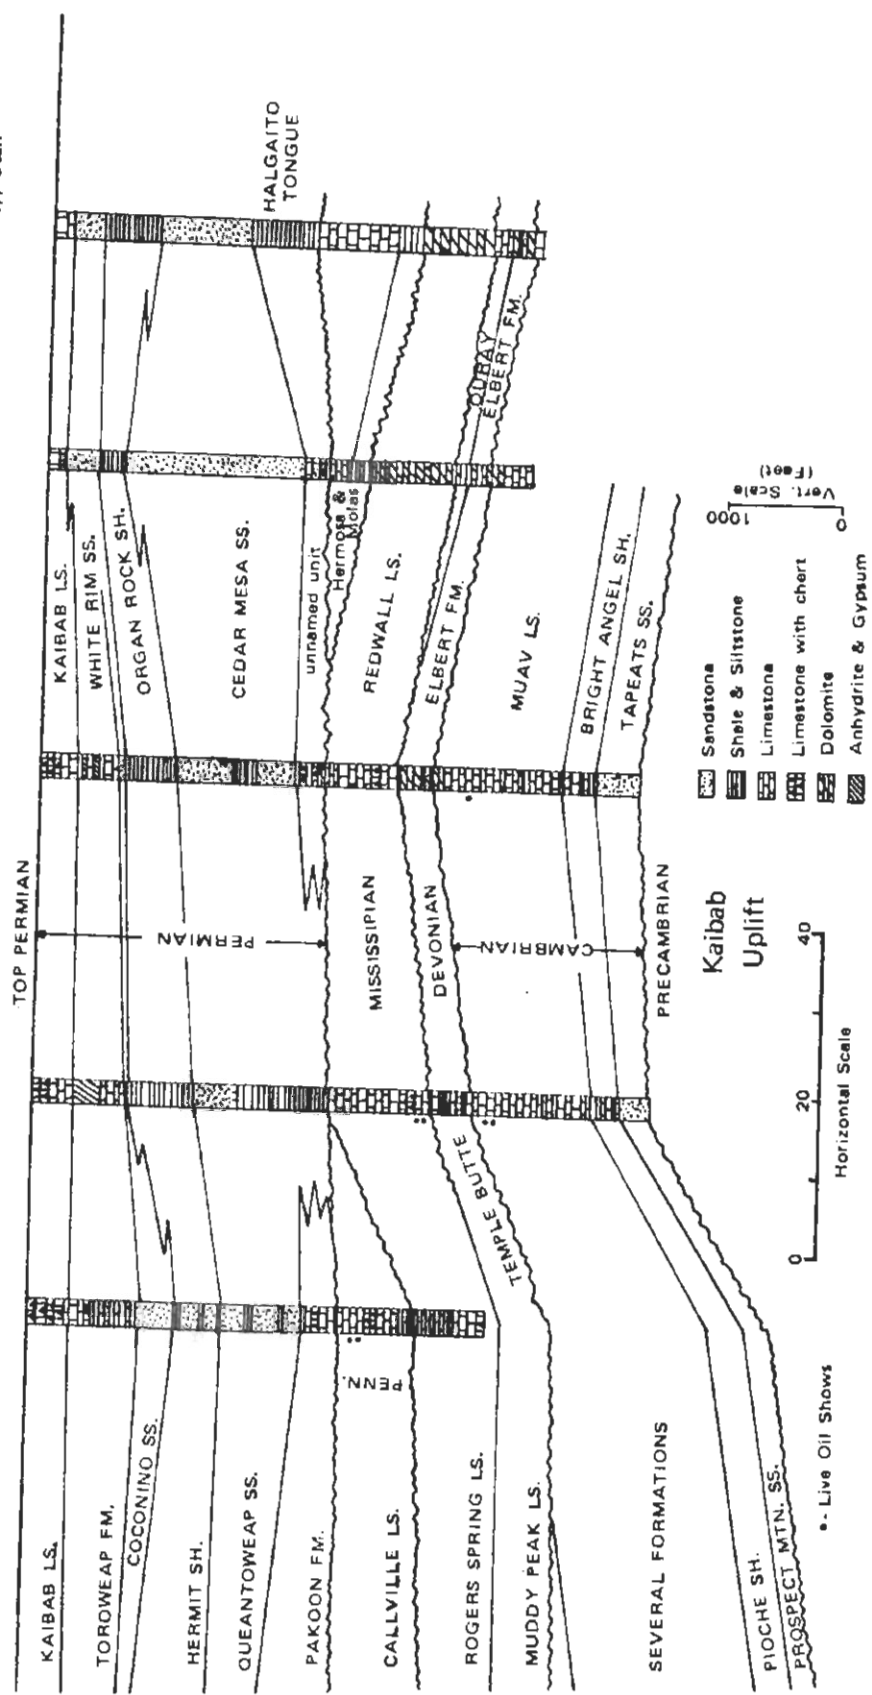 TOP PERMIAN
KAIBAB LS.
TOROWEAP FM.
COCONINO SS.
HERMIT SH.
QUEANTOWEAP SS.
PAKOON FM.
CALLVILLE LS.
ROGERS SPRING LS.
MUDDY PEAK LS.
SEVERAL FORMATIONS
PIOCHE SH.
PROSPECT MTN. SS.
PENN.
TEMPLE BUTTE
PERMIAN
MISSISSIPIAN
DEVONIAN
CAMBRIAN
PRECAMBRIAN
KAIBAB LS.
WHITE RIM SS.
ORGAN ROCK SH.
CEDAR MESA SS.
unnamed unit
Hermosa &
Molas
REDWALL LS.
ELBERT FM.
MUAV LS.
BRIGHT ANGEL SH.
TAPEATS SS.
OURAY
ELBERT FM.
HALGAITO
TONGUE
Kaibab
Uplift
•- Live Oil Shows
0 20 40
Horizontal Scale
Sandstone
Shale & Siltstone
Limestone
Limestone with chert
Dolomite
Anhydrite & Gypsum
1000
0
Vert. Scale
(Feet)